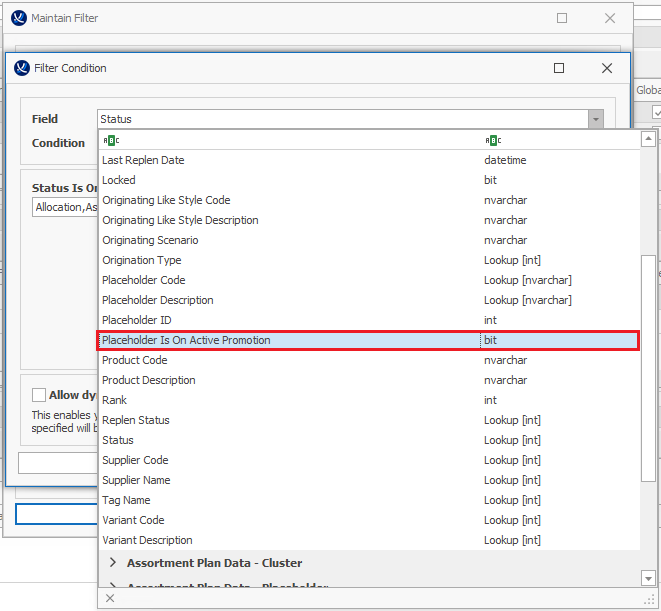 Maintain Filter
Filter Condition
Globa
Field
Status
Condition
ABC ABC
Status Is On
Allocation,As
Last Replen Date datetime
Locked bit
Originating Like Style Code nvarchar
Originating Like Style Description nvarchar
Originating Scenario nvarchar
Origination Type Lookup [int]
Placeholder Code Lookup [nvarchar]
Placeholder Description Lookup [nvarchar]
Placeholder ID int
Placeholder Is On Active Promotion bit
Product Code nvarchar
Product Description nvarchar
Rank int
Replen Status Lookup [int]
Status Lookup [int]
Supplier Code Lookup [int]
Supplier Name Lookup [int]
Tag Name Lookup [int]
Variant Code Lookup [int]
Variant Description Lookup [int]
Allow dy
This enables y
specified will b
Assortment Plan Data - Cluster
Assortment Plan Data - Placeholder